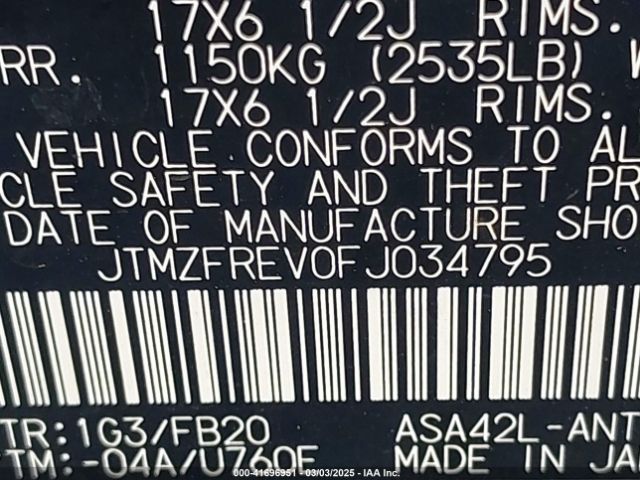 17X6 1/2J RIMS.
RR. 1150KG (2535LB)
17X6 1/2J RIMS.
VEHICLE CONFORMS TO AL
CLE SAFETY AND THEFT PR
DATE OF MANUFACTURE SHO
JTMZFREV0FJ034795
TR:1G3/FB20 ASA42L-ANT
TM:-04A/U760E MADE IN JA
000-41696951 - 03/03/2025 - IAA Inc.